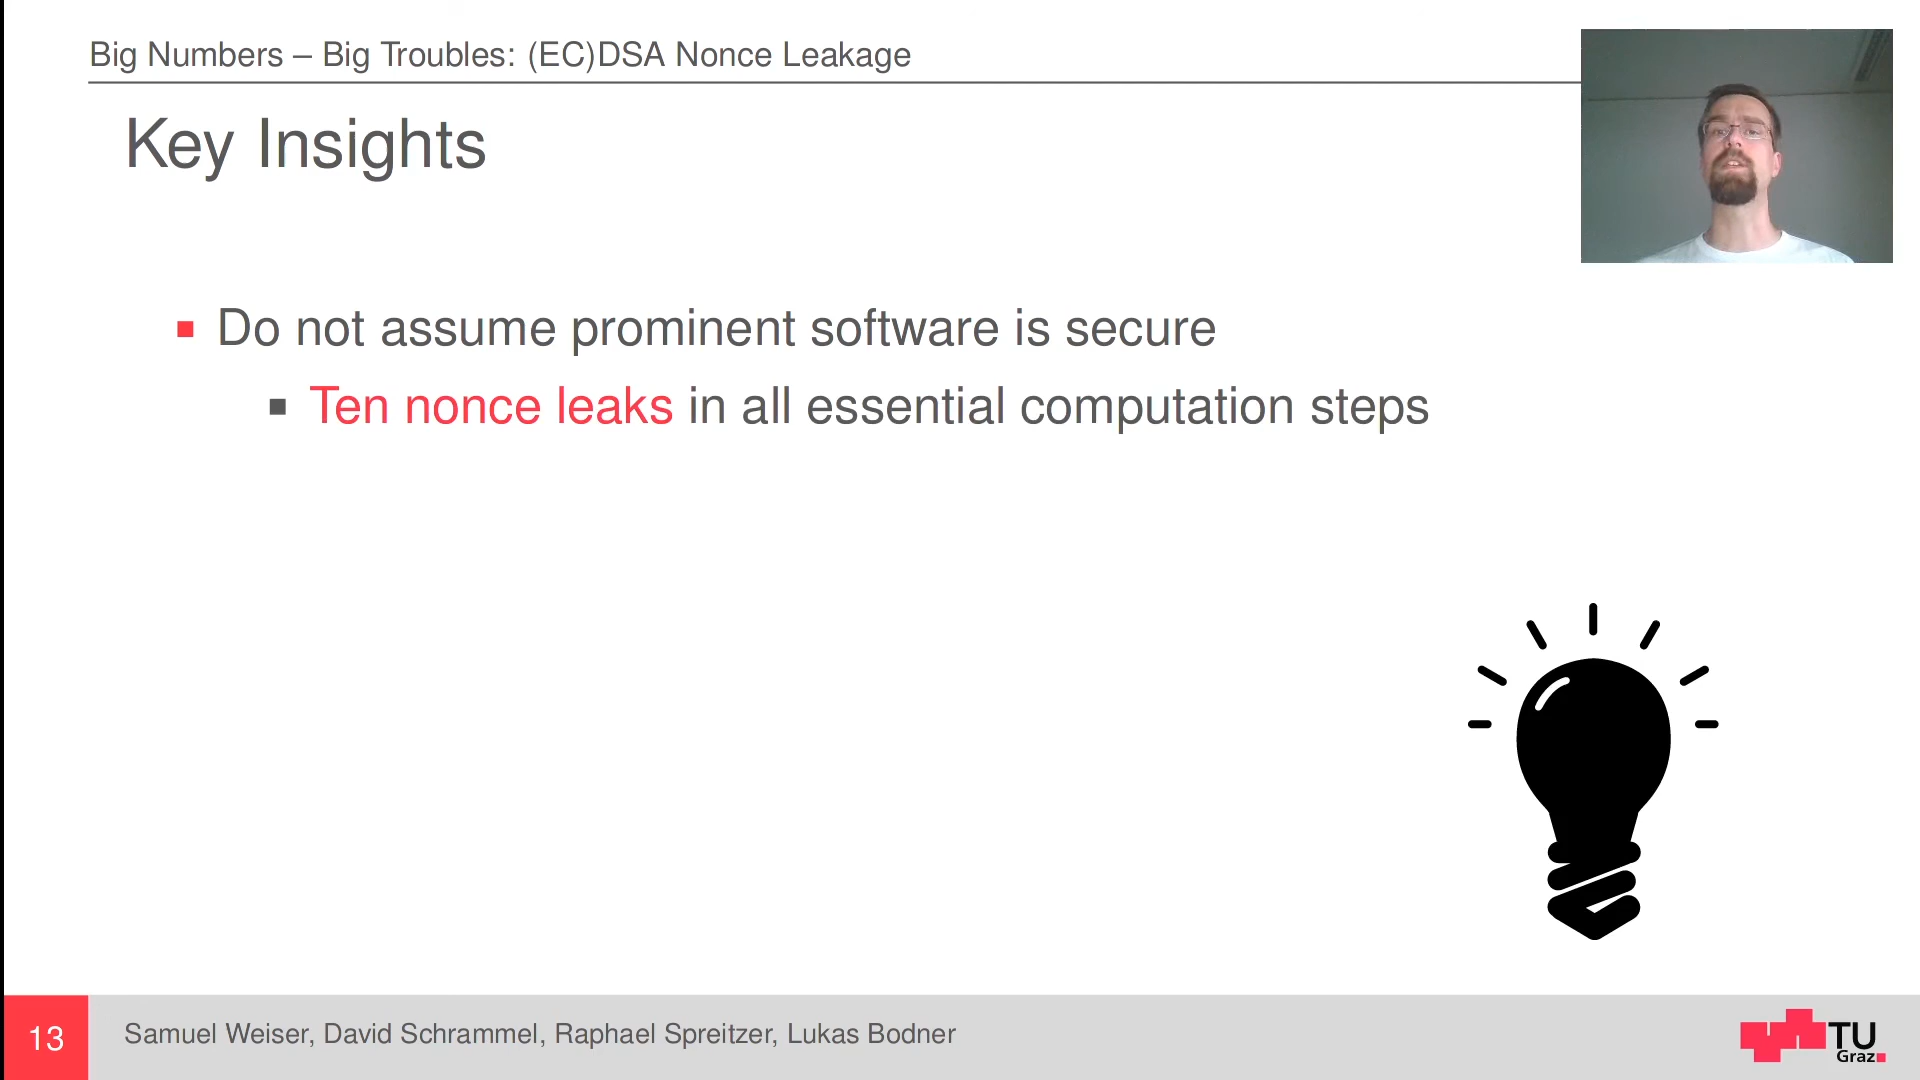 Big Numbers – Big Troubles: (EC)DSA Nonce Leakage
Key Insights
Do not assume prominent software is secure
Ten nonce leaks in all essential computation steps
13
Samuel Weiser, David Schrammel, Raphael Spreitzer, Lukas Bodner
TU
Graz